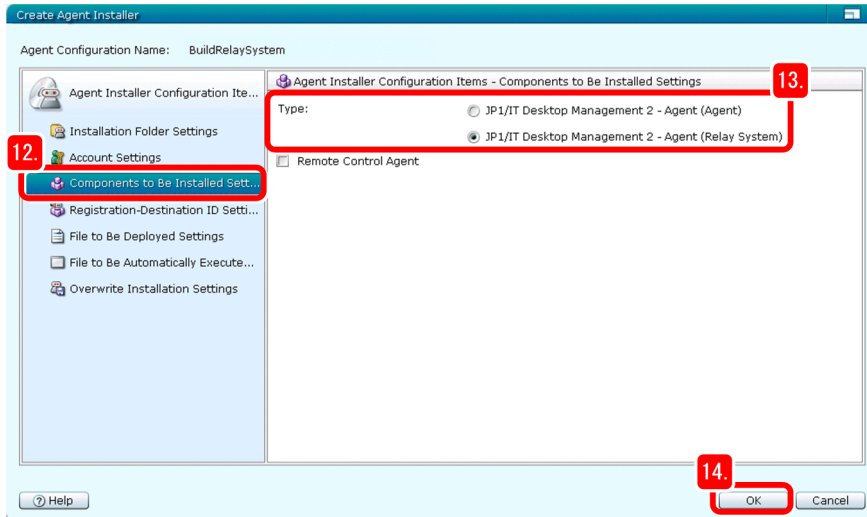 Create Agent Installer
Agent Configuration Name: BuildRelaySystem
Agent Installer Configuration Ite...
Installation Folder Settings
12.
Account Settings
Components to Be Installed Sett...
Registration-Destination ID Setti...
File to Be Deployed Settings
File to Be Automatically Execute...
Overwrite Installation Settings
Agent Installer Configuration Items - Components to Be Installed Settings
13.
Type:
JP1/IT Desktop Management 2 - Agent (Agent)
JP1/IT Desktop Management 2 - Agent (Relay System)
Remote Control Agent
14.
? Help
OK
Cancel